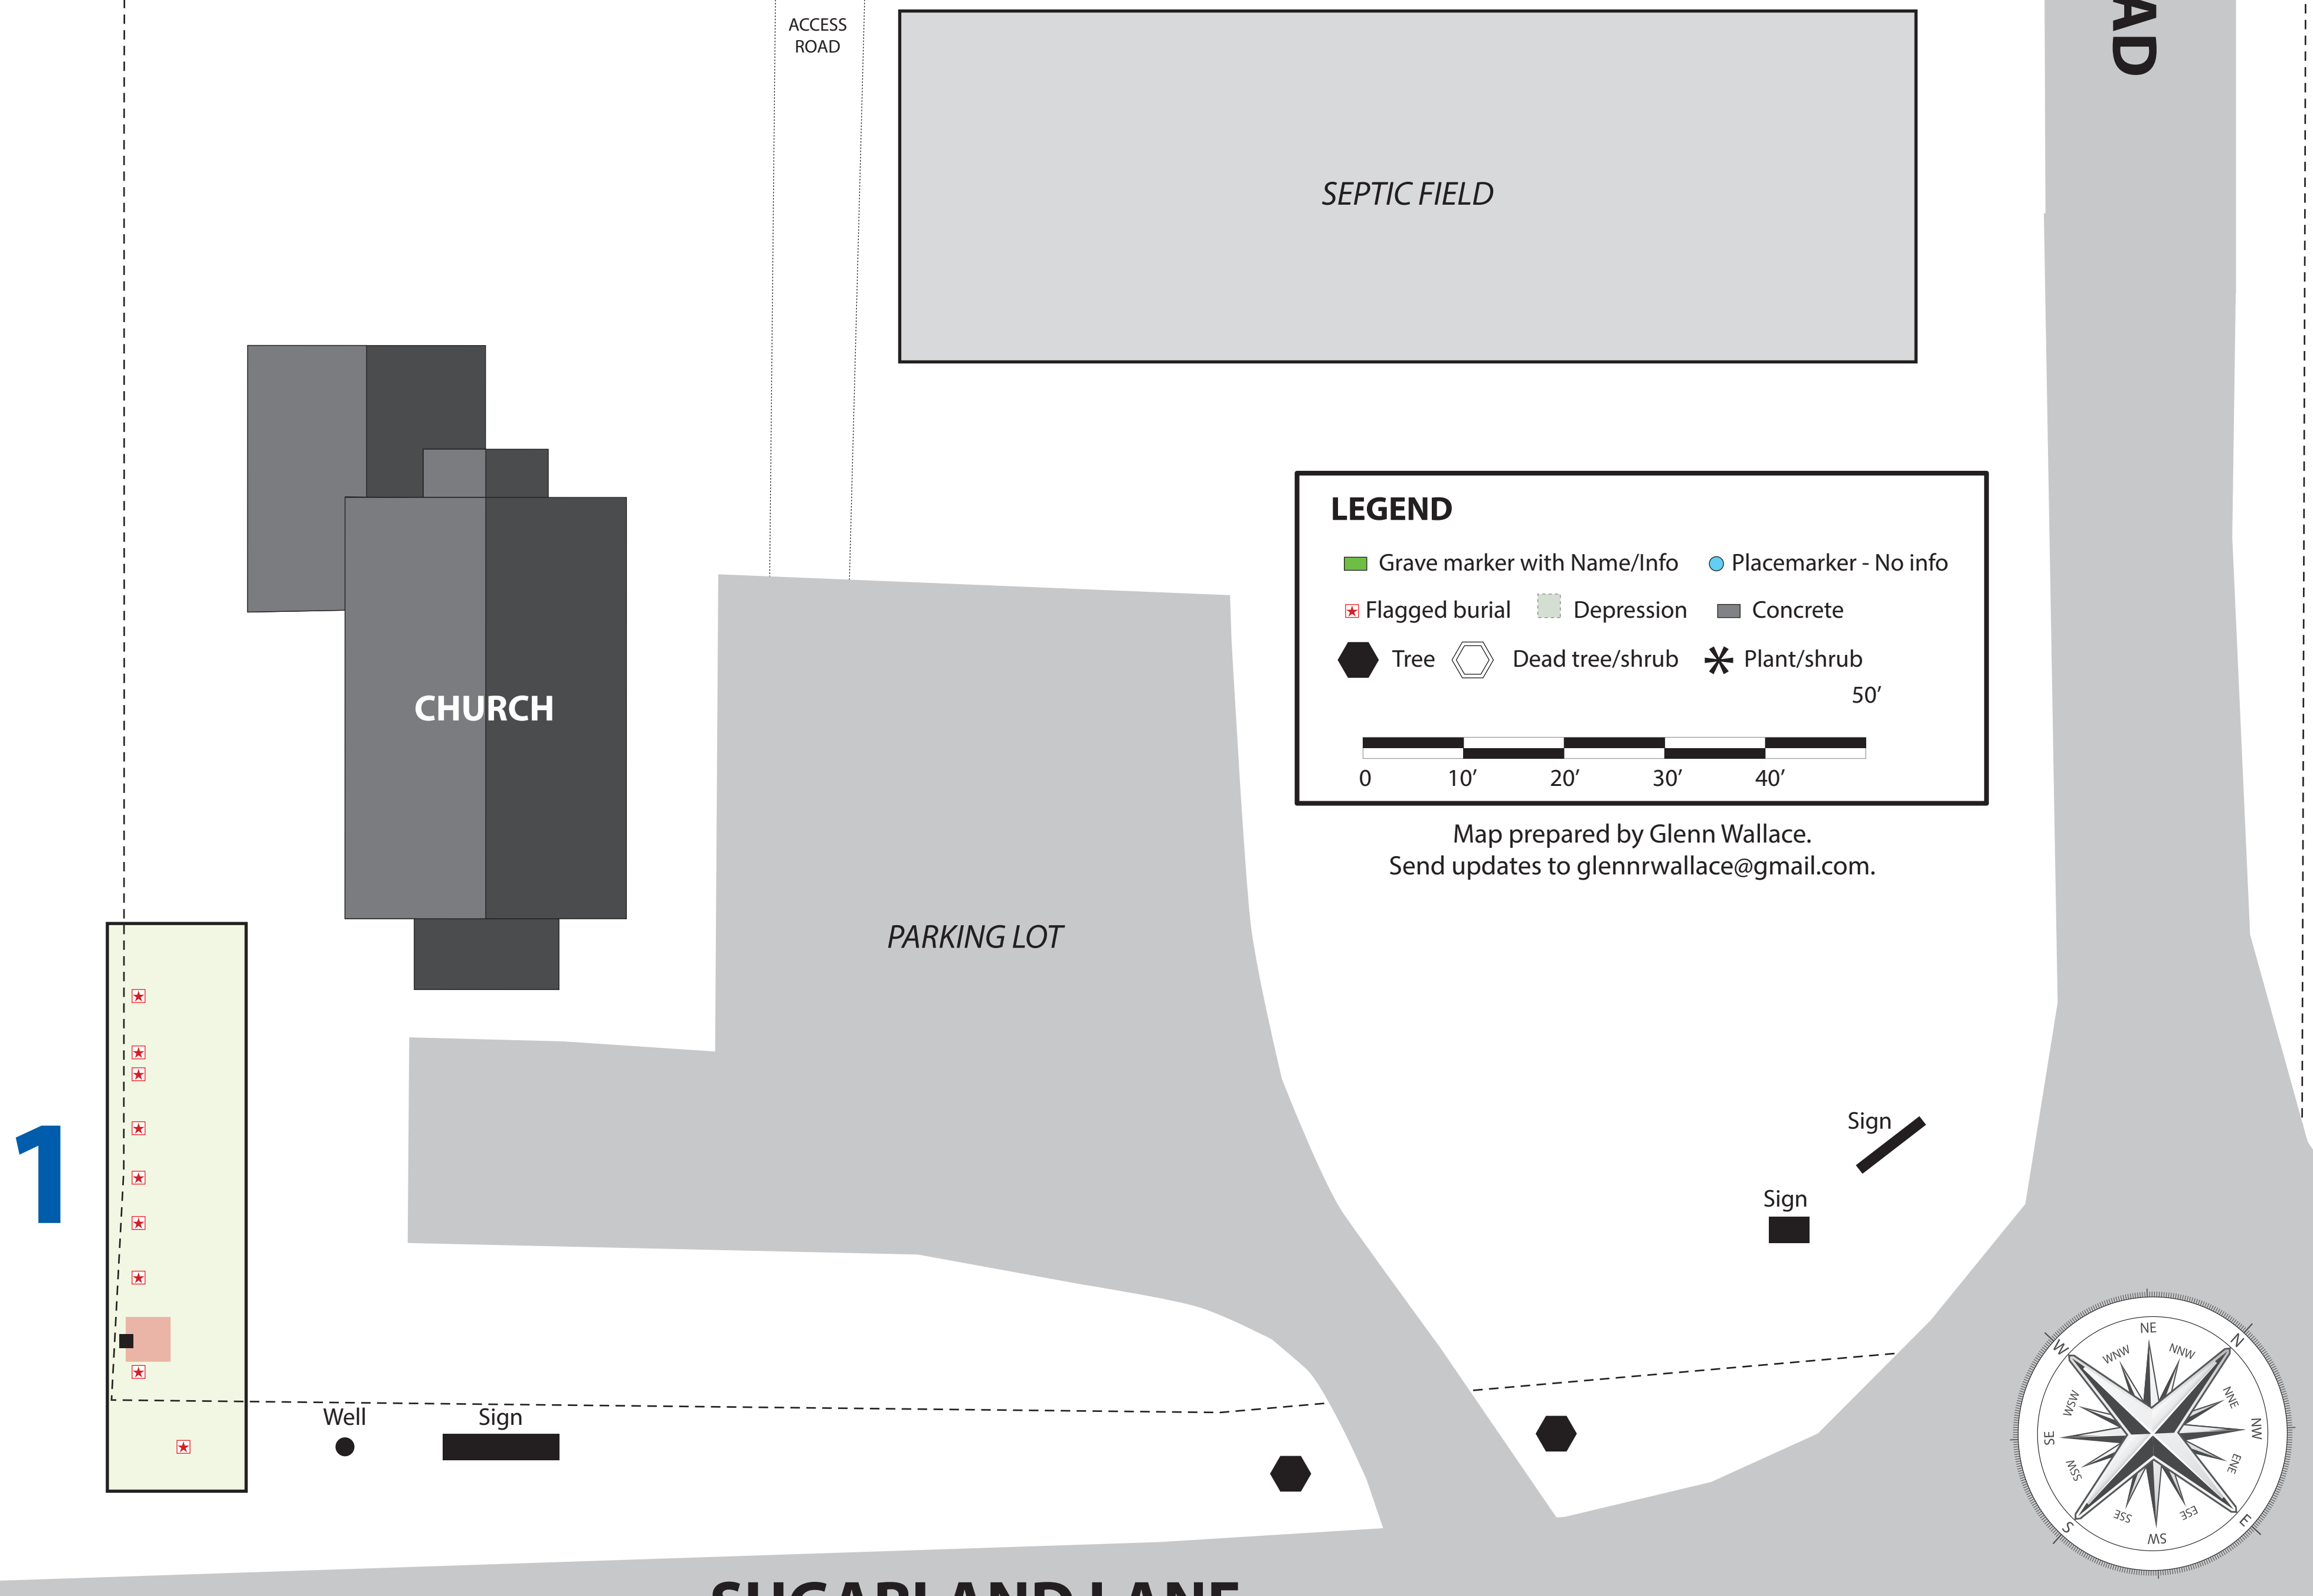 ACCESS
ROAD
AD
SEPTIC FIELD
LEGEND
Grave marker with Name/Info
Placemarker - No info
Flagged burial
Depression
Concrete
Tree
Dead tree/shrub
Plant/shrub
50’
0 10’ 20’ 30’ 40’
Map prepared by Glenn Wallace.
Send updates to glennrwallace@gmail.com.
CHURCH
PARKING LOT
1
Sign
Sign
Well
Sign
NE
N
W
WNW
NNW
NNE
WSW
NW
SE
ENE
SSW
ESE
SSE
S
E
SW
SUGARLAND LANE